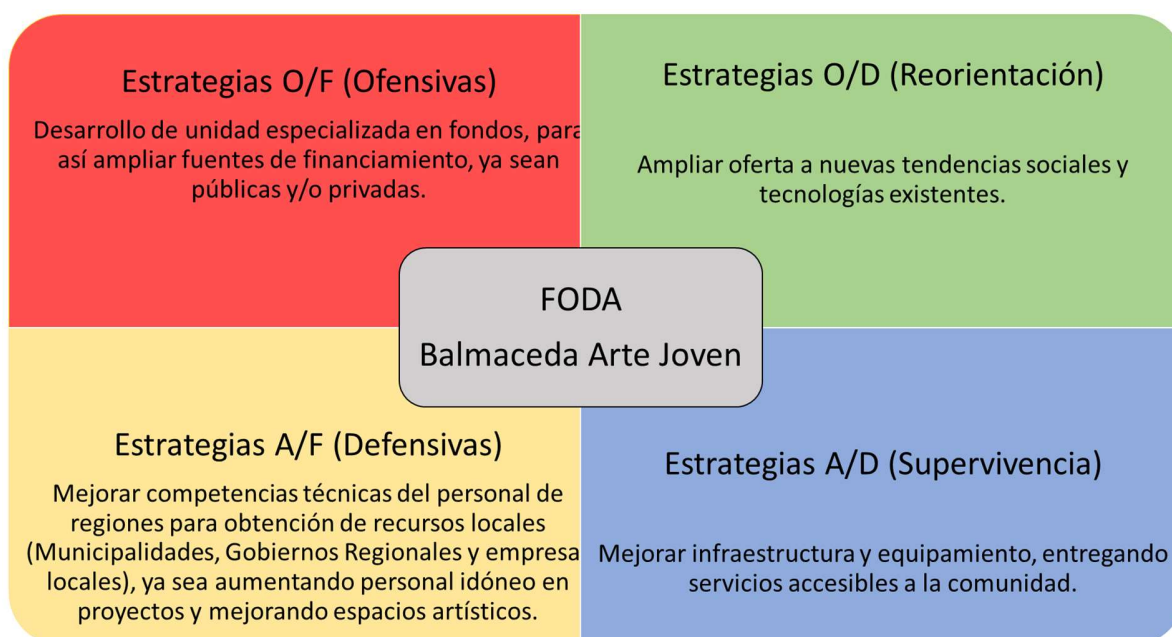 Estrategias O/F (Ofensivas)
Desarrollo de unidad especializada en fondos, para
así ampliar fuentes de financiamiento, ya sean
públicas y/o privadas.
Estrategias O/D (Reorientación)
Ampliar oferta a nuevas tendencias sociales y
tecnologías existentes.
FODA
Balmaceda Arte Joven
Estrategias A/F (Defensivas)
Mejorar competencias técnicas del personal de
regiones para obtención de recursos locales
(Municipalidades, Gobiernos Regionales y empresa
locales), ya sea aumentando personal idóneo en
proyectos y mejorando espacios artísticos.
Estrategias A/D (Supervivencia)
Mejorar infraestructura y equipamiento, entregando
servicios accesibles a la comunidad.